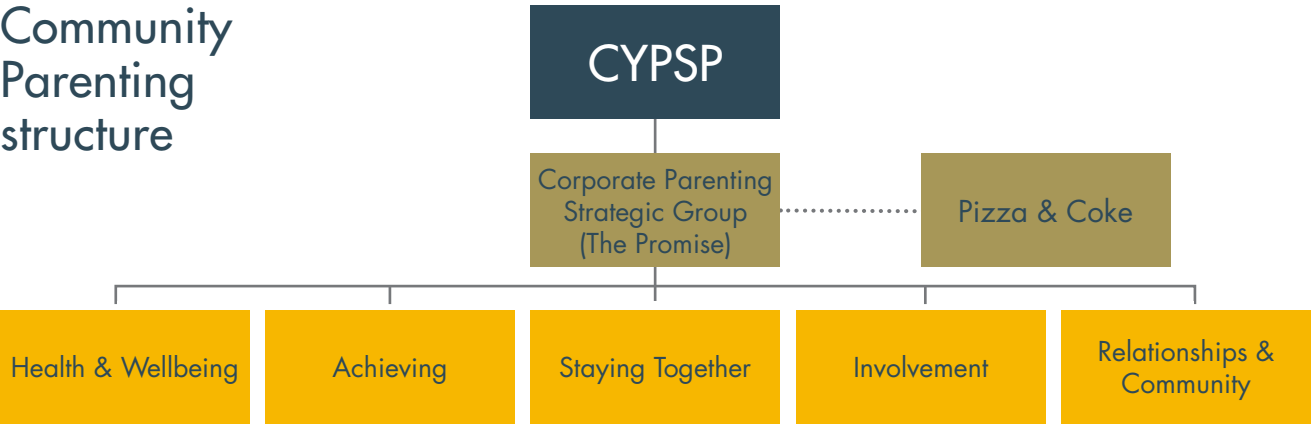 Community
Parenting
structure
CYPSP
Corporate Parenting
Strategic Group
(The Promise)
Pizza & Coke
Health & Wellbeing
Achieving
Staying Together
Involvement
Relationships &
Community